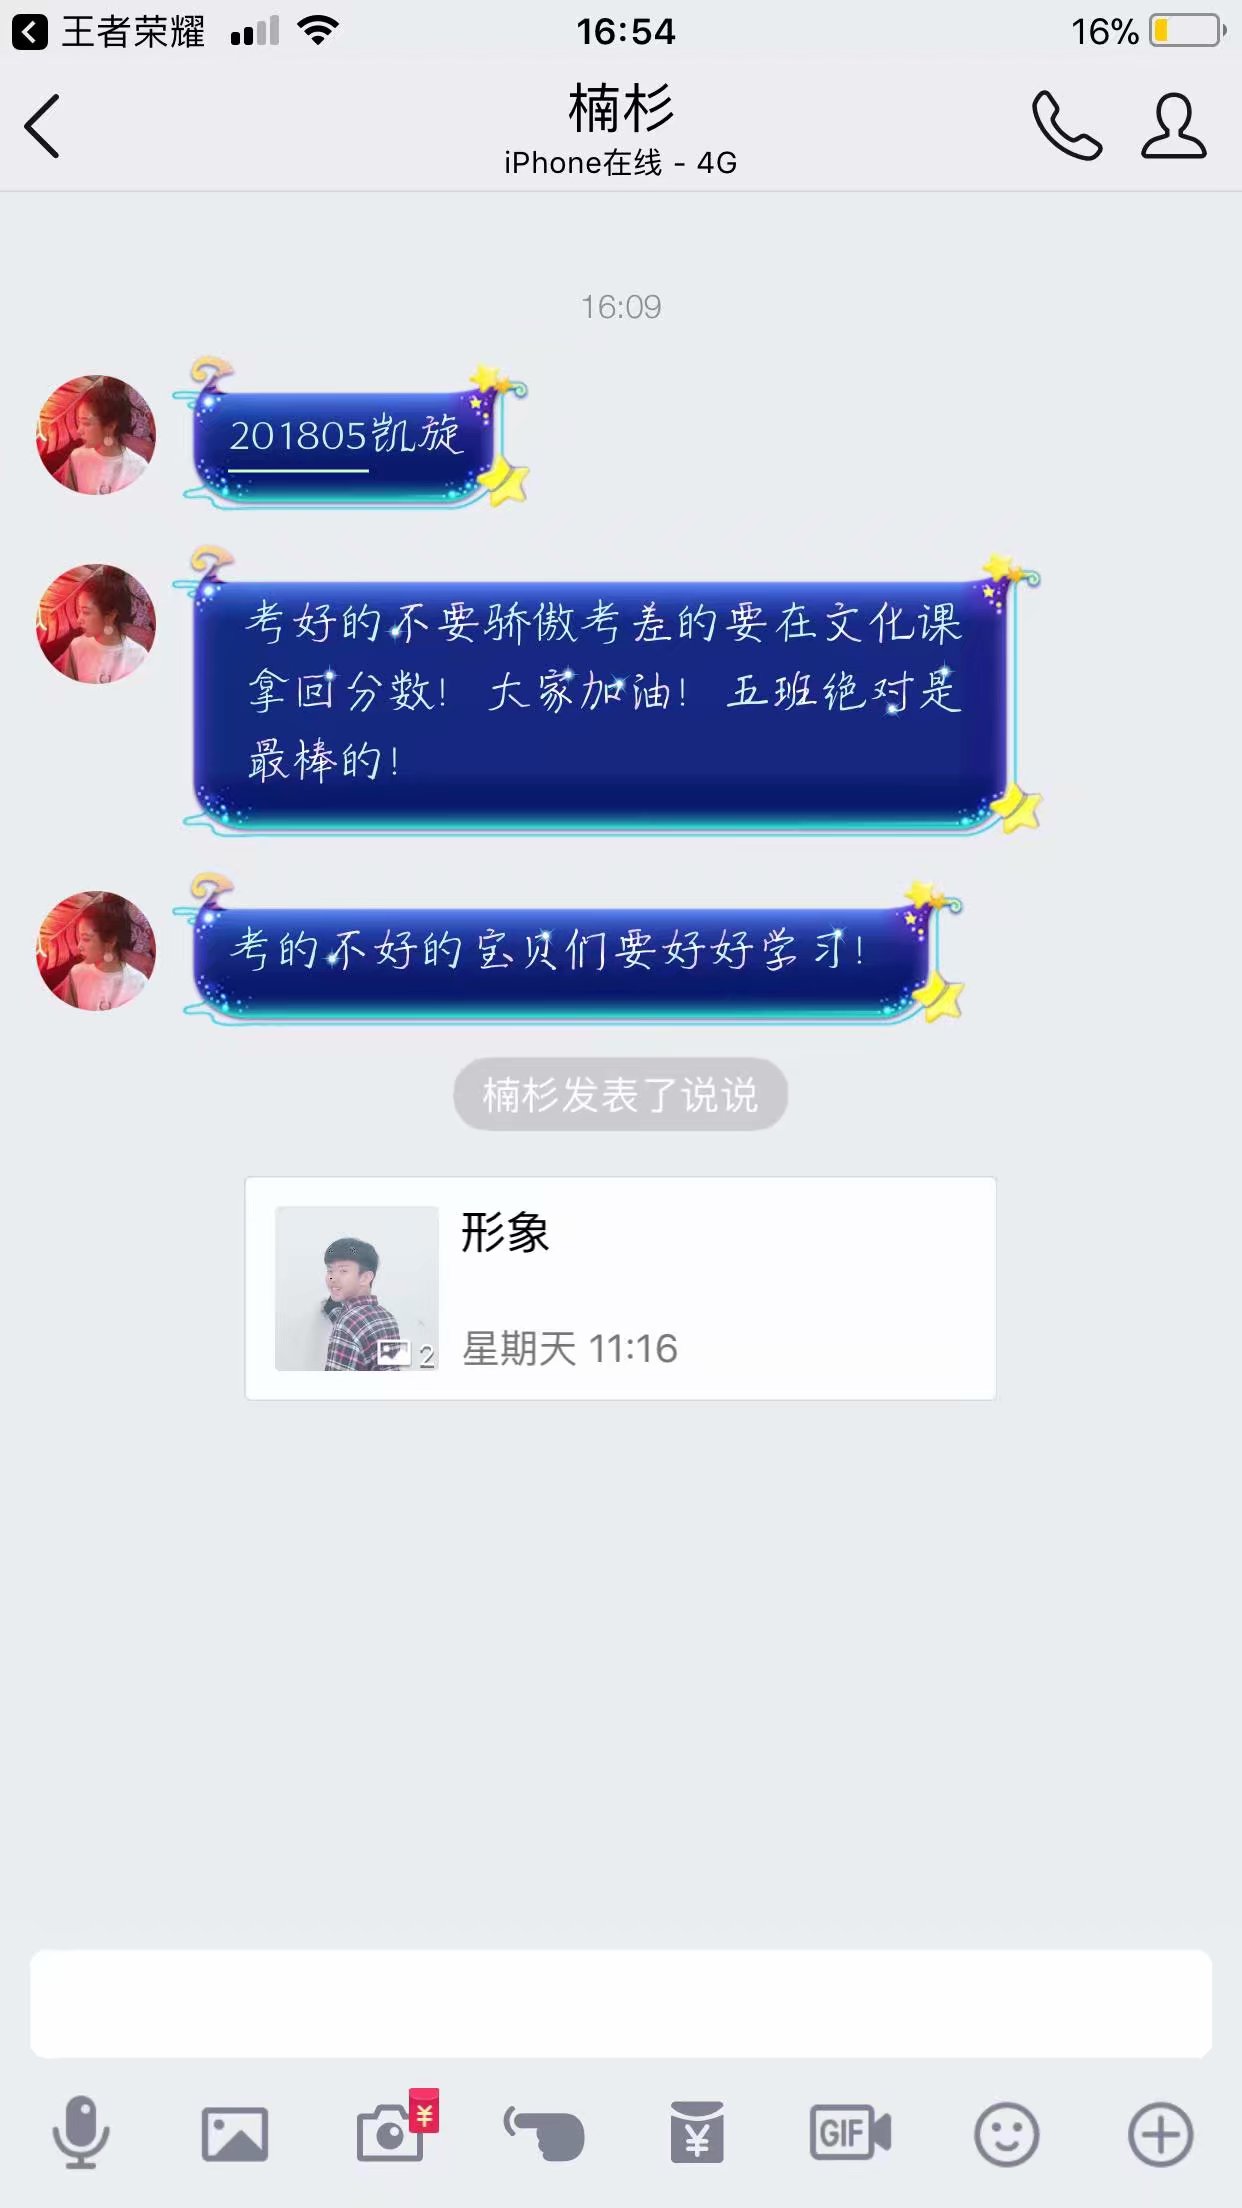 王者荣耀
16:54
16%
楠杉
iPhone在线 - 4G
16:09
201805凯旋
考好的不要骄傲考差的要在文化课
拿回分数！大家加油！五班绝对是
最棒的！
考的不好的宝贝们要好好学习！
楠杉发表了说说
形象
2
星期天 11:16
¥
¥
GIF